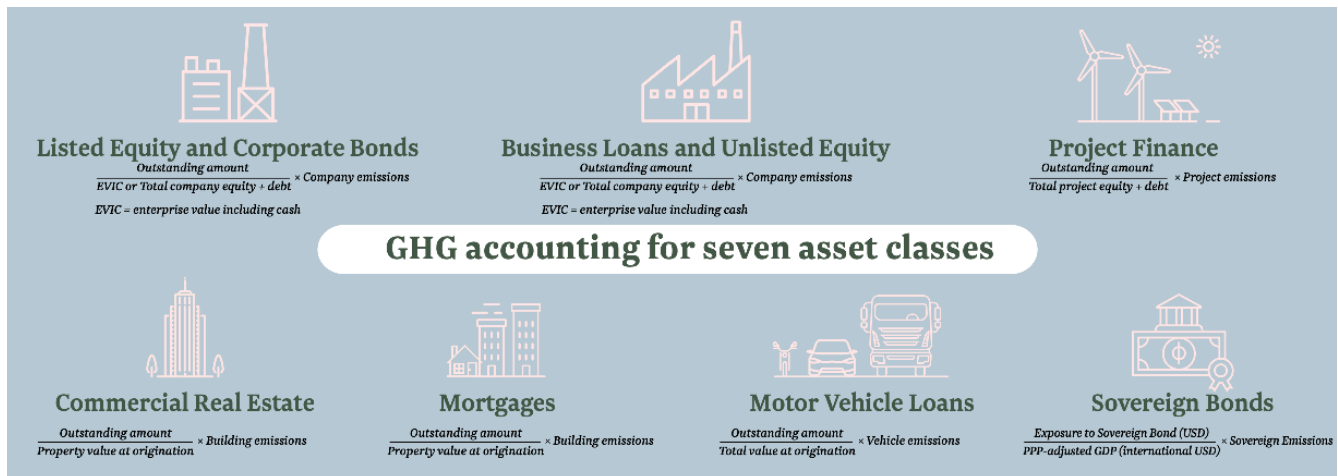 Listed Equity and Corporate Bonds
Outstanding amount
EVIC or Total company equity + debt
× Company emissions
EVIC = enterprise value including cash
Business Loans and Unlisted Equity
Outstanding amount
EVIC or Total company equity + debt
× Company emissions
EVIC = enterprise value including cash
Project Finance
Outstanding amount
Total project equity + debt
× Project emissions
GHG accounting for seven asset classes
Commercial Real Estate
Outstanding amount
Property value at origination
× Building emissions
Mortgages
Outstanding amount
Property value at origination
× Building emissions
Motor Vehicle Loans
Outstanding amount
Total value at origination
× Vehicle emissions
Sovereign Bonds
Exposure to Sovereign Bond (USD)
PPP-adjusted GDP (international USD)
× Sovereign Emissions